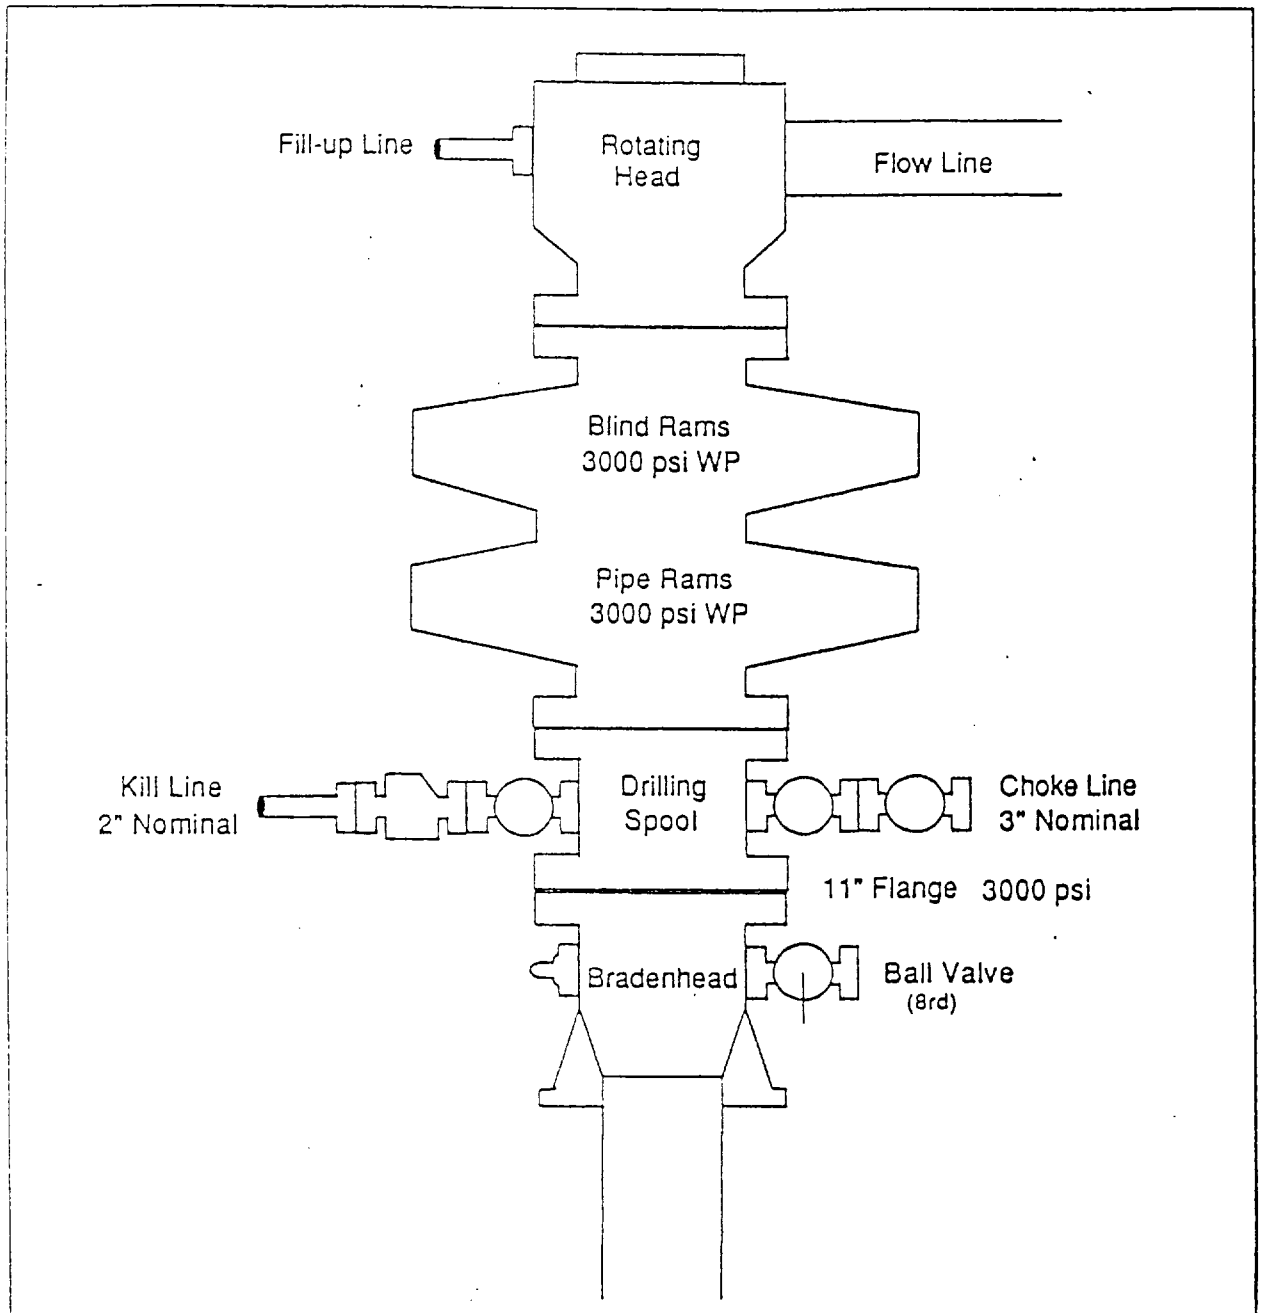 Fill-up Line
Rotating
Head
Flow Line
Blind Rams
3000 psi WP
Pipe Rams
3000 psi WP
Kill Line
2" Nominal
Drilling
Spool
Choke Line
3" Nominal
11" Flange 3000 psi
Bradenhead
Ball Valve
(8rd)